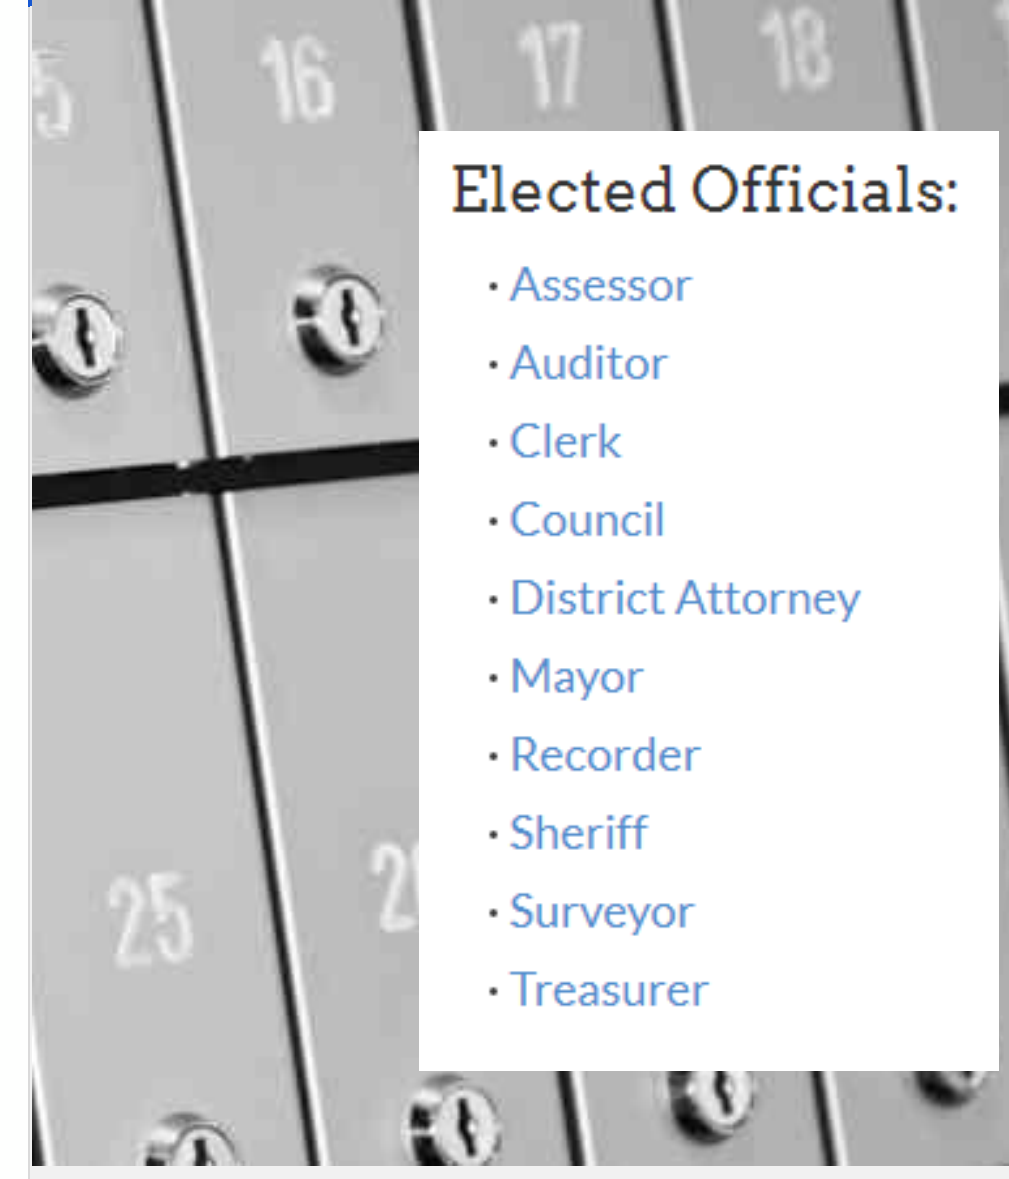 16
17
18
Elected Officials:
· Assessor
· Auditor
· Clerk
· Council
· District Attorney
· Mayor
· Recorder
· Sheriff
· Surveyor
· Treasurer
25